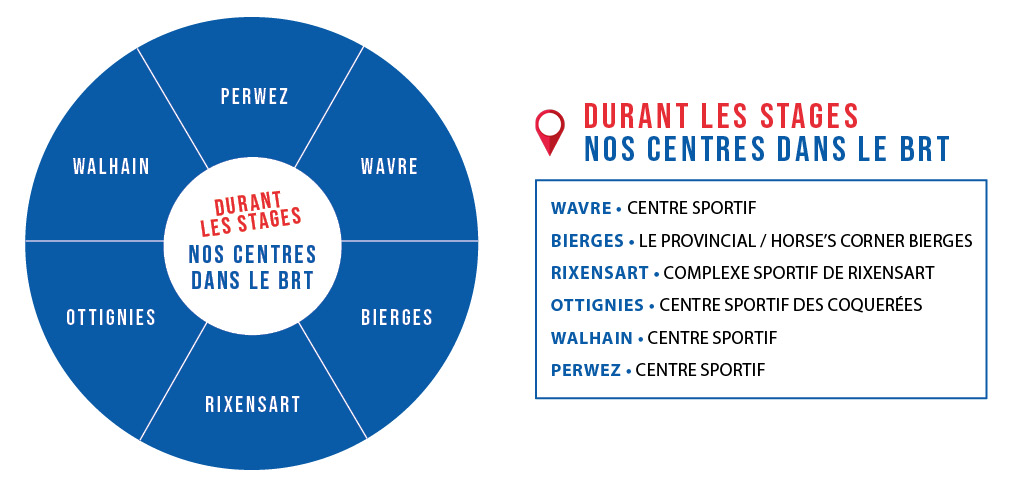 PERWEZ
WALHAIN
WAVRE
DURANT
LES STAGES
NOS CENTRES
DANS LE BRT
OTTIGNIES
BIERGES
RIXENSART
DURANT LES STAGES
NOS CENTRES DANS LE BRT
WAVRE • CENTRE SPORTIF
BIERGES • LE PROVINCIAL / HORSE'S CORNER BIERGES
RIXENSART • COMPLEXE SPORTIF DE RIXENSART
OTTIGNIES • CENTRE SPORTIF DES COQUERÉES
WALHAIN • CENTRE SPORTIF
PERWEZ • CENTRE SPORTIF